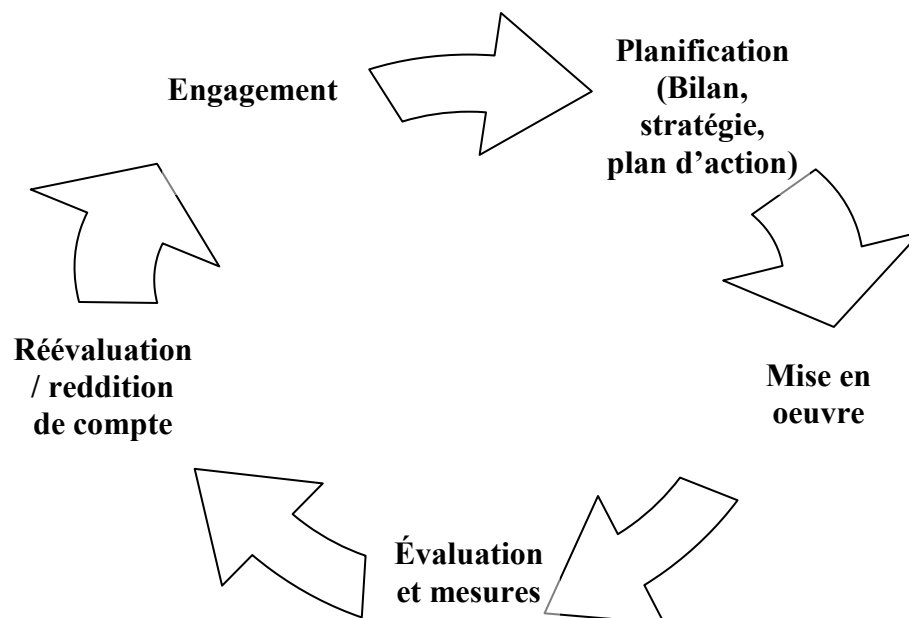 Engagement
Planification
(Bilan,
stratégie,
plan d’action)
Mise en
oeuvre
Évaluation
et mesures
Réévaluation
/ reddition
de compte